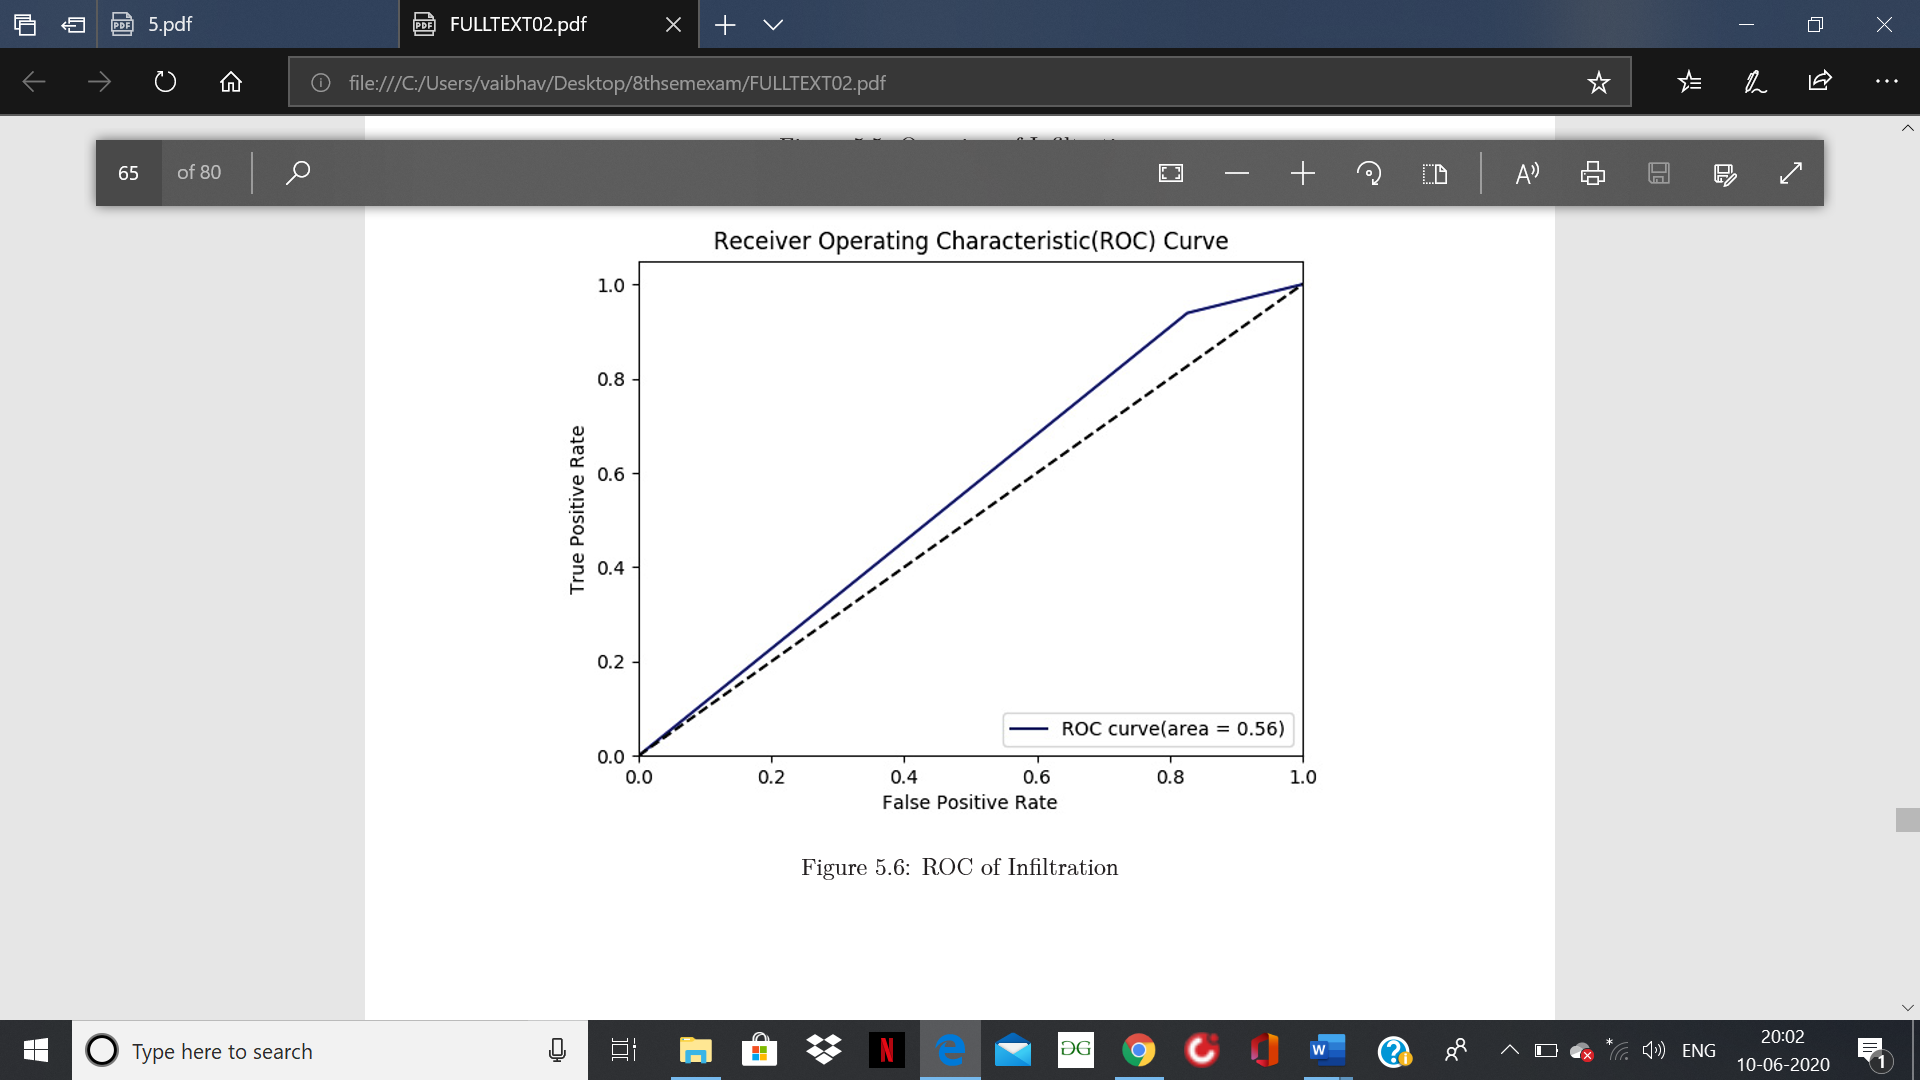 5.pdf
FULLTEXT02.pdf
file:///C:/Users/vaibhav/Desktop/8thsemexam/FULLTEXT02.pdf
65 of 80
Receiver Operating Characteristic(ROC) Curve
1.0
0.8
0.6
0.4
0.2
0.0
True Positive Rate
ROC curve(area = 0.56)
0.0 0.2 0.4 0.6 0.8 1.0
False Positive Rate
Figure 5.6: ROC of Infiltration
Type here to search
ENG
20:02
10-06-2020
1